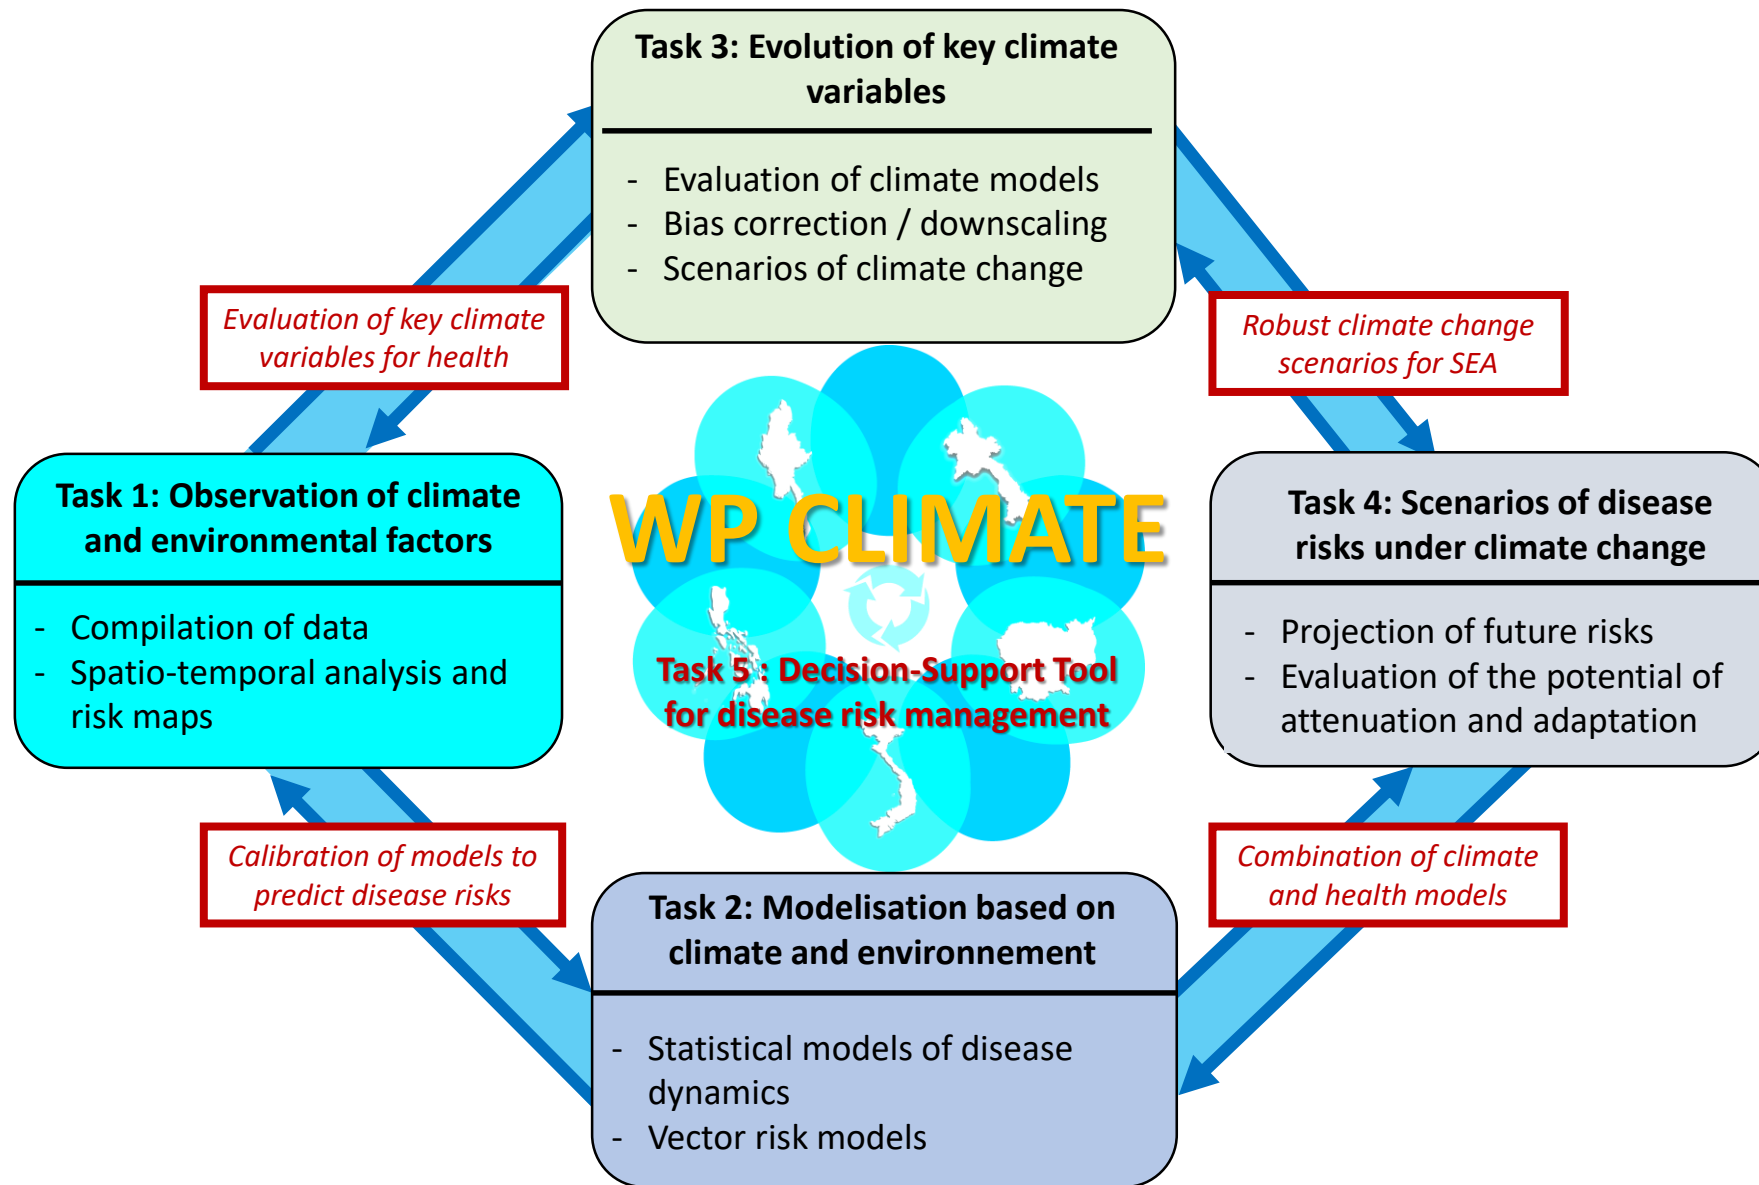 Task 3: Evolution of key climate
variables
- Evaluation of climate models
- Bias correction / downscaling
- Scenarios of climate change
Evaluation of key climate
variables for health
Robust climate change
scenarios for SEA
Task 1: Observation of climate
and environmental factors
- Compilation of data
- Spatio-temporal analysis and
risk maps
WP CLIMATE
Task 5 : Decision-Support Tool
for disease risk management
Task 4: Scenarios of disease
risks under climate change
- Projection of future risks
- Evaluation of the potential of
attenuation and adaptation
Calibration of models to
predict disease risks
Combination of climate
and health models
Task 2: Modelisation based on
climate and environnement
- Statistical models of disease
dynamics
- Vector risk models